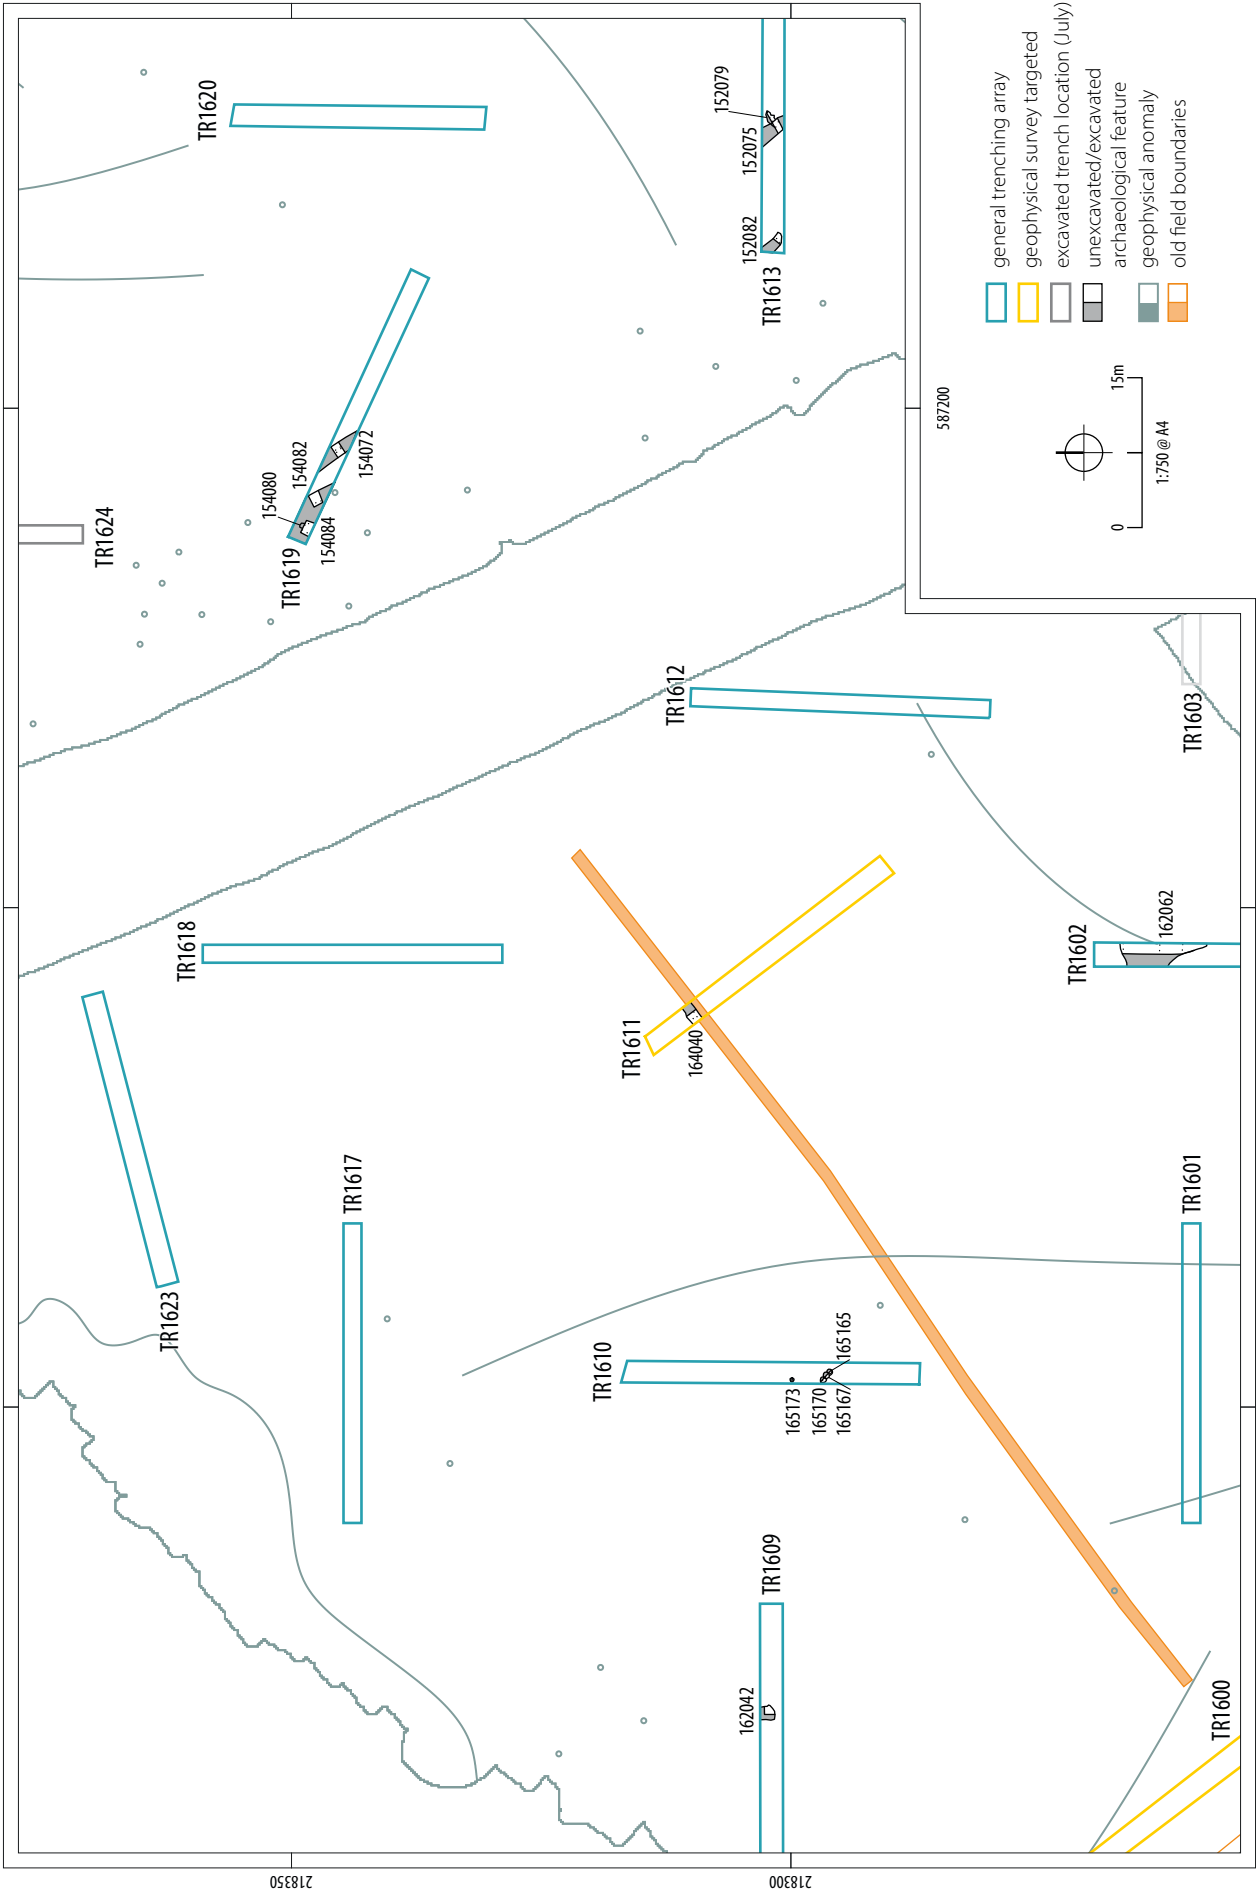 TR1620
TR1624
TR1619
154080
154082
154084
154072
152079
152075
152082
TR1613
TR1612
TR1618
TR1623
TR1617
TR1611
164040
TR1610
165173
165170
165167
165165
TR1609
162042
TR1602
162062
TR1603
TR1601
TR1600
218350
218300
587200
0
15m
1:750 @ A4
general trenching array
geophysical survey targeted
excavated trench location (July)
unexcavated/excavated
archaeological feature
geophysical anomaly
old field boundaries